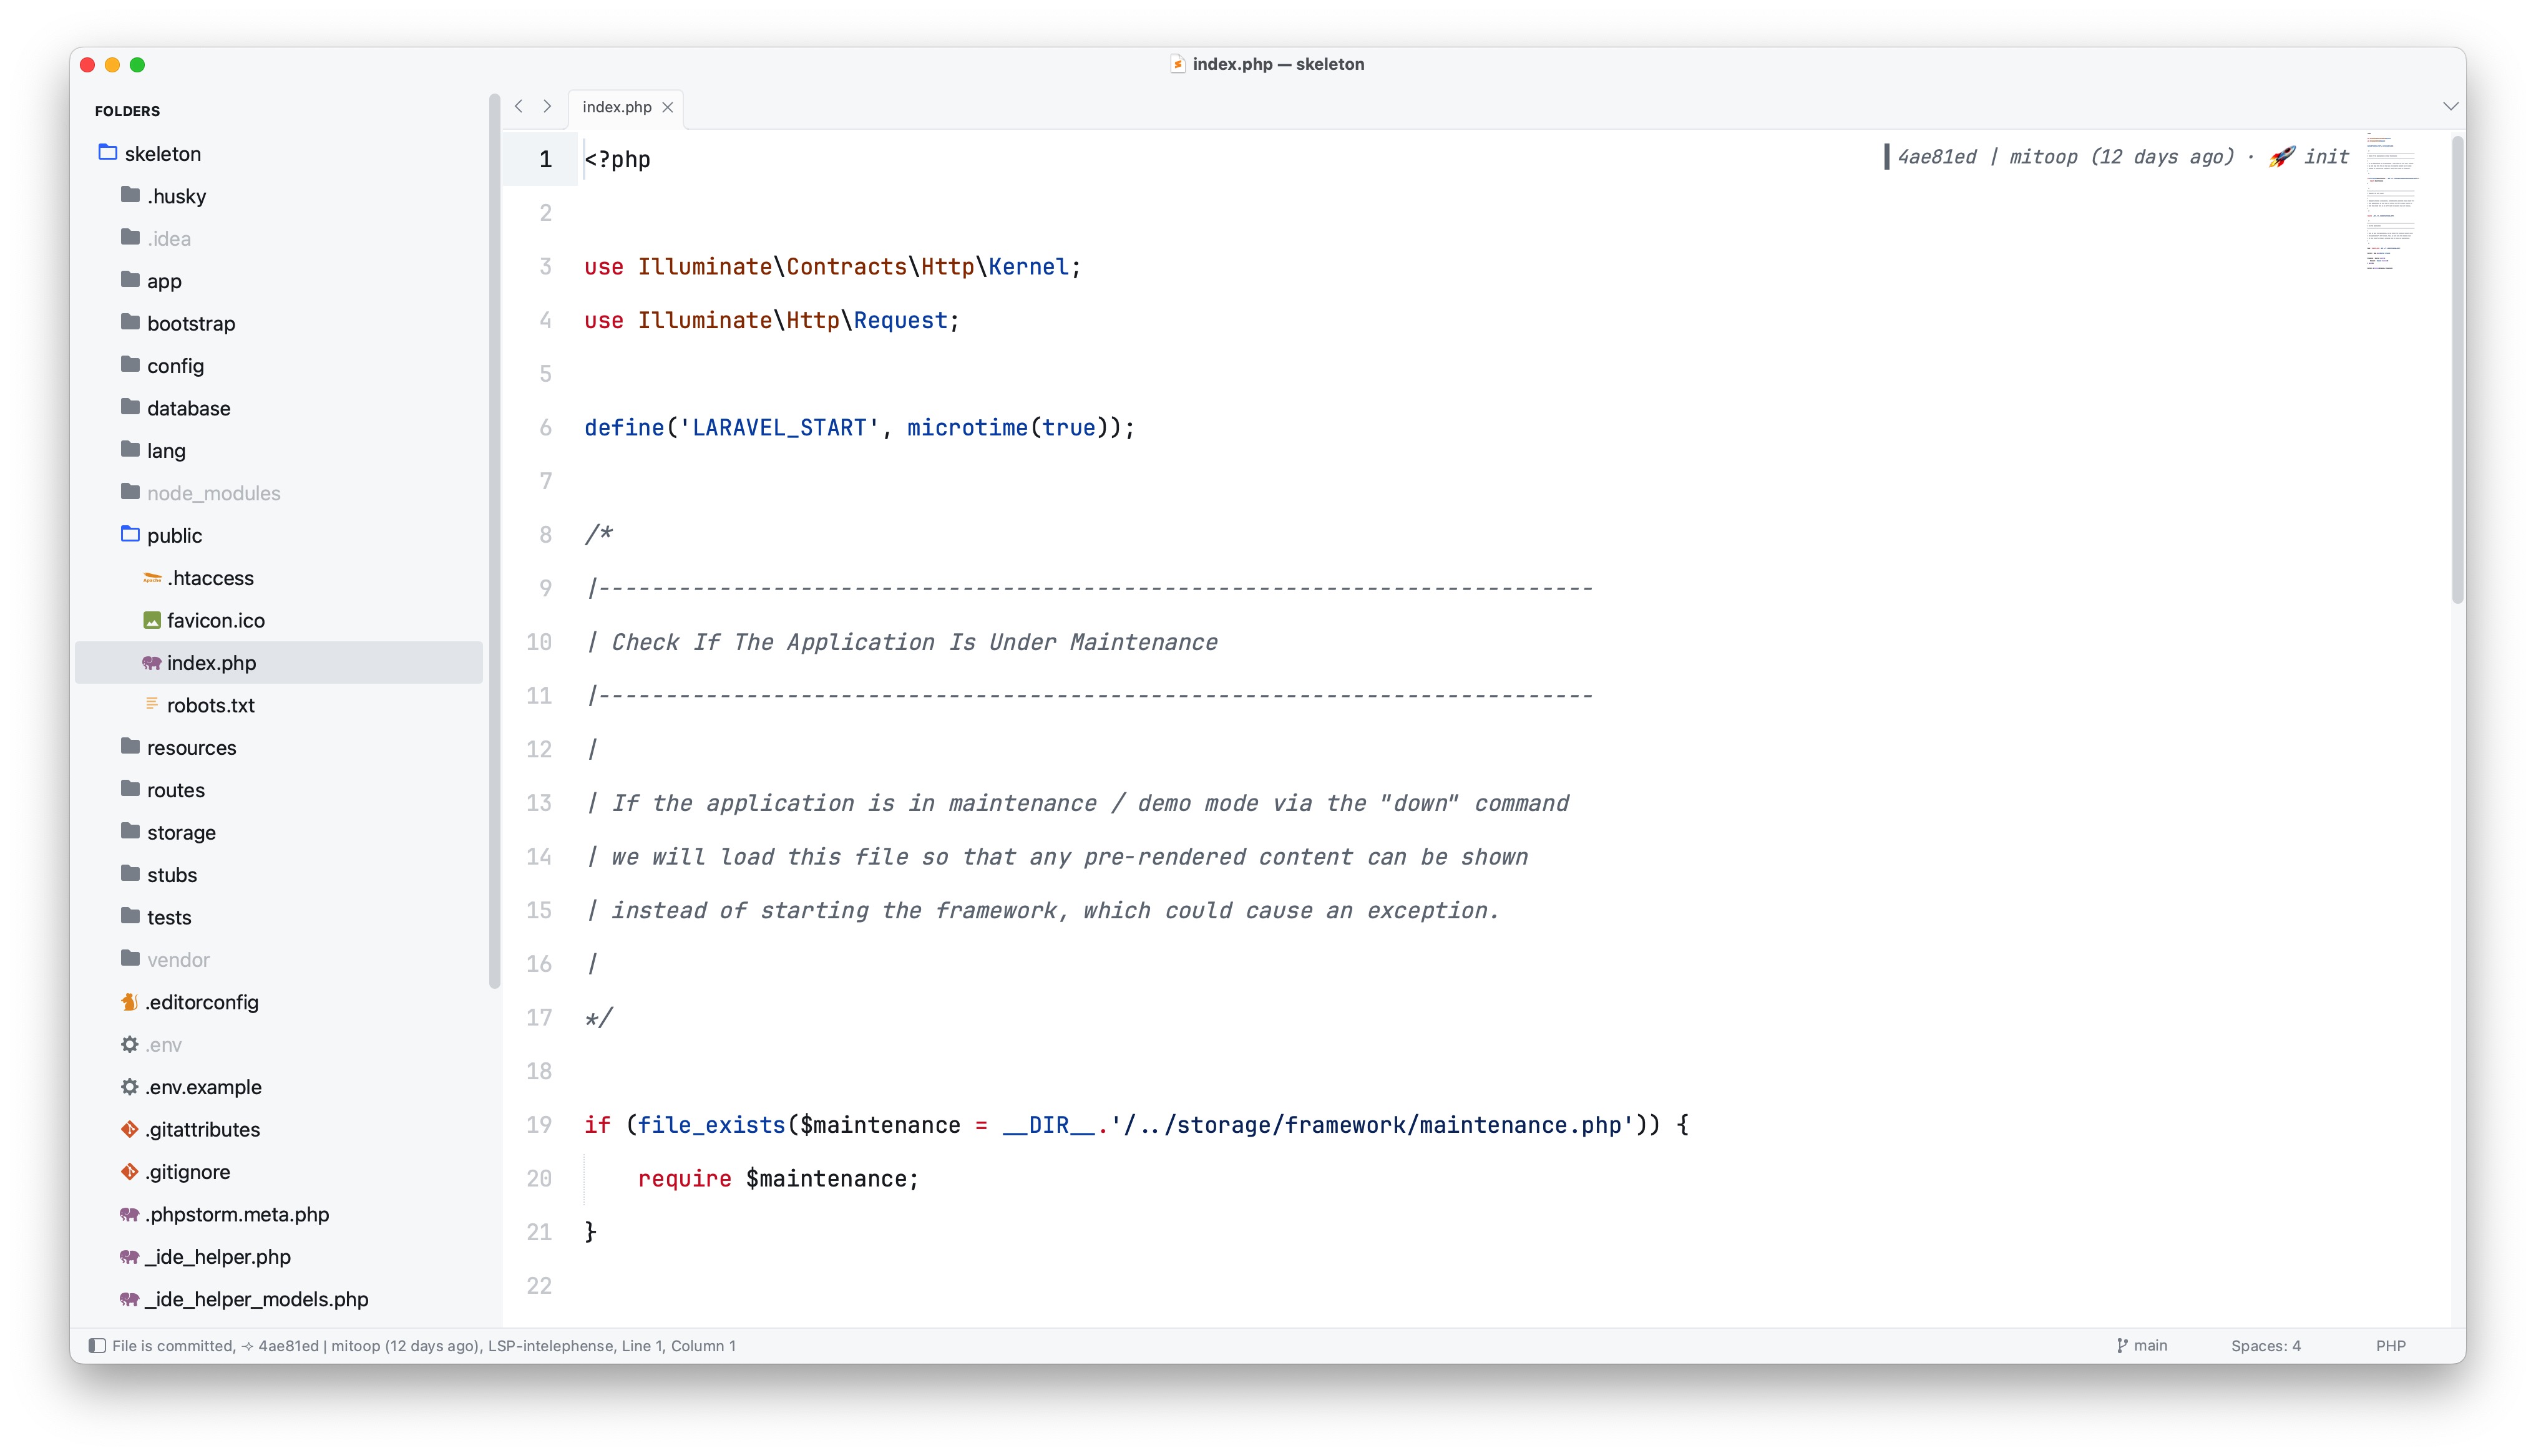 index.php — skeleton
FOLDERS
skeleton
.husky
.idea
app
bootstrap
config
database
lang
node_modules
public
.htaccess
favicon.ico
index.php
robots.txt
resources
routes
storage
stubs
tests
vendor
.editorconfig
.env
.env.example
.gitattributes
.gitignore
.phpstorm.meta.php
_ide_helper.php
_ide_helper_models.php
index.php
1 <?php 4ae81ed | mitoop (12 days ago) · 🚀 init
2
3 use Illuminate\Contracts\Http\Kernel;
4 use Illuminate\Http\Request;
5
6 define('LARAVEL_START', microtime(true));
7
8 /*
9 |--------------------------------------------------------------------------
10 | Check If The Application Is Under Maintenance
11 |--------------------------------------------------------------------------
12 |
13 | If the application is in maintenance / demo mode via the "down" command
14 | we will load this file so that any pre-rendered content can be shown
15 | instead of starting the framework, which could cause an exception.
16 |
17 */
18
19 if (file_exists($maintenance = __DIR__.'/../storage/framework/maintenance.php')) {
20     require $maintenance;
21 }
22
File is committed, ⟢ 4ae81ed | mitoop (12 days ago), LSP-intelephense, Line 1, Column 1
main
Spaces: 4
PHP